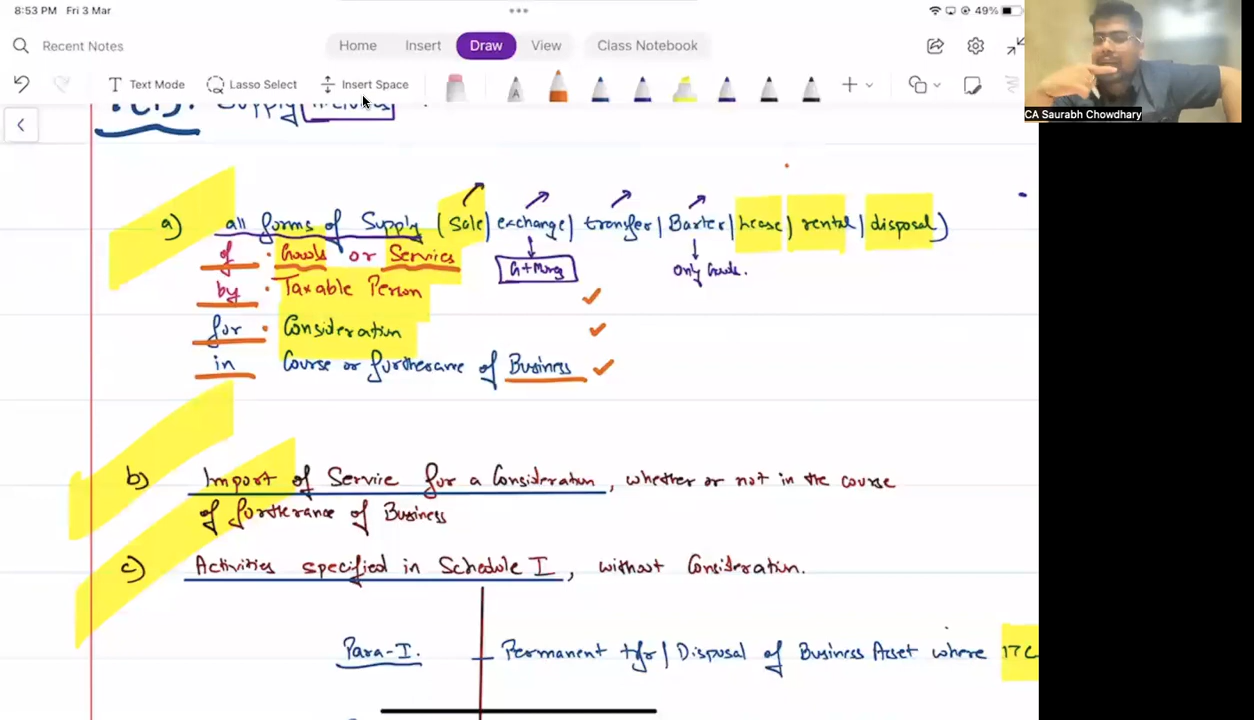 8:53 PM Fri 3 Mar
49%
Recent Notes
Home Insert Draw View Class Notebook
Text Mode Lasso Select Insert Space
CA Saurabh Chowdhary
Supply
a) all forms of Supply (Sale| exchange| transfer| Barter| Lease| rental| disposal)
of · Goods or Services
only Goods.
by · Taxable Person
for · Consideration
in Course or furtherance of Business
b) Import of Service for a Consideration, whether or not in the course
of furtherance of Business
c) Activities specified in Schedule I, without Consideration.
Para-I. Permanent tfr| Disposal of Business Asset where ITC